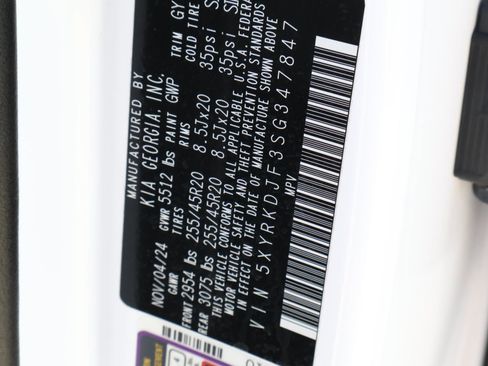 MANUFACTURED BY
KIA GEORGIA, INC.
NOV/04/24 GVWR 5512 lbs PAINT GWP TRIM GY
GAWR TIRES RIMS COLD TIRE
FRONT 2954 lbs 255/45R20 8.5Jx20 35psi
REAR 3075 lbs 255/45R20 8.5Jx20 35psi
THIS VEHICLE CONFORMS TO ALL APPLICABLE U.S.A. FEDERA
MOTOR VEHICLE SAFETY AND THEFT PREVENTION STANDARDS
IN EFFECT ON THE DATE OF MANUFACTURE SHOWN ABOVE
VIN 5XYRKDJF3SG347847
MPV